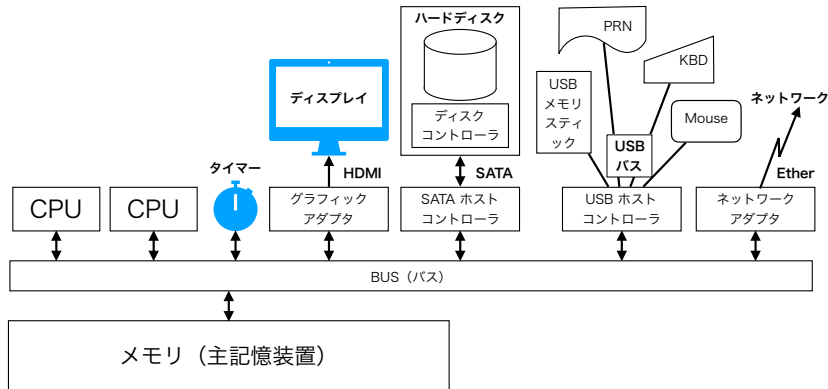 ハードディスク
PRN
KBD
ディスプレイ
USB
メモリ
スティ
ック
ネットワーク
ディスク
コントローラ
Mouse
USB
バス
タイマー
HDMI
SATA
Ether
CPU
CPU
グラフィック
アダプタ
SATA ホスト
コントローラ
USB ホスト
コントローラ
ネットワーク
アダプタ
BUS（バス）
メモリ（主記憶装置）